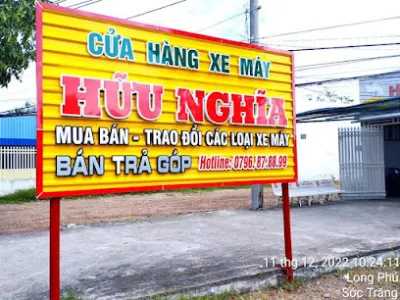 CỬA HÀNG XE MÁY
HỮU NGHĨA
MUA BÁN - TRAO ĐỔI CÁC LOẠI XE MÁY
BÁN TRẢ GÓP Hotline: 0796.87.88.99
11 thg 12, 2022 10:24:11
Long Phú
Sóc Trăng